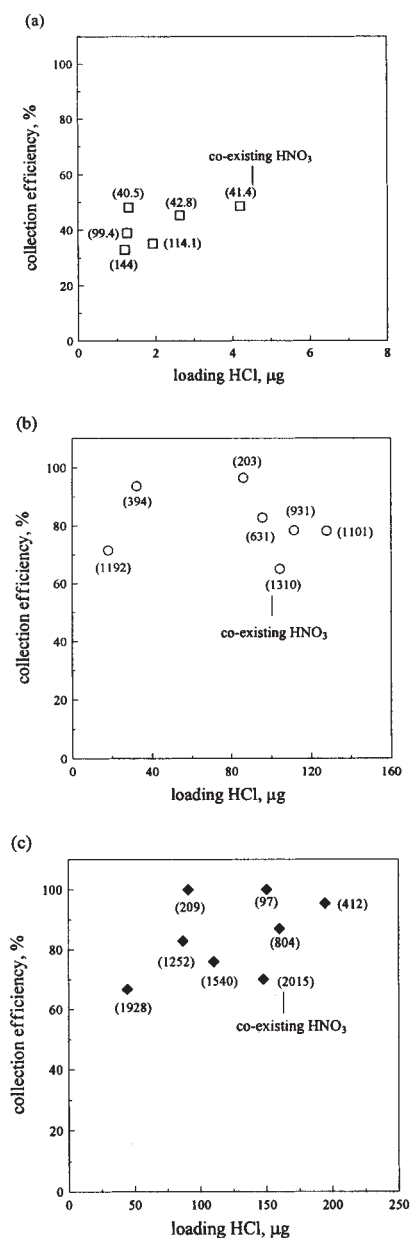 (a)
100
80
60
40
20
0
collection efficiency, %
co-existing HNO₃
(40.5)
(42.8)
(41.4)
(99.4)
(114.1)
(144)
0 2 4 6 8
loading HCl, µg
(b)
100
80
60
40
20
0
collection efficiency, %
(203)
(394)
(631)
(931)
(1192)
(1101)
(1310)
co-existing HNO₃
0 40 80 120 160
loading HCl, µg
(c)
100
80
60
40
20
0
collection efficiency, %
(209)
(97)
(412)
(1252)
(804)
(1928)
(1540)
(2015)
co-existing HNO₃
0 50 100 150 200 250
loading HCl, µg